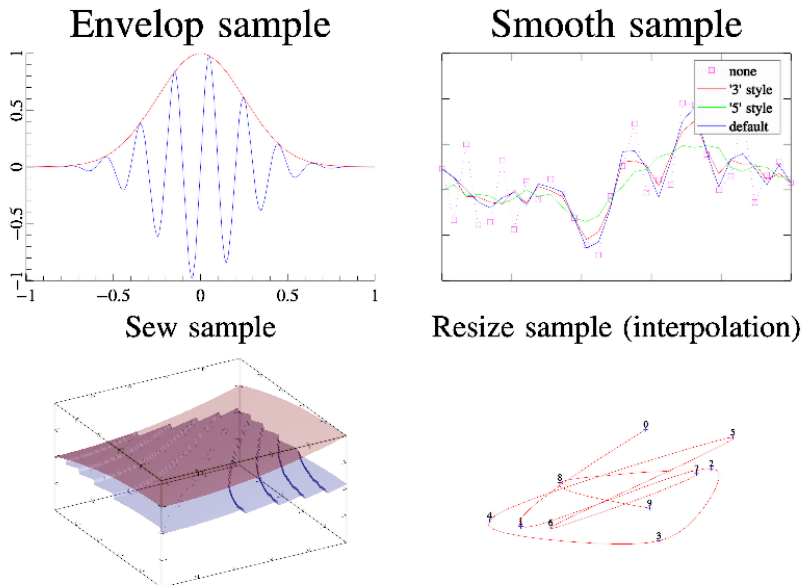 Envelop sample
Smooth sample
1
0.5
0
−0.5
−1
−1
−0.5
0
0.5
1
none
'3' style
'5' style
default
Sew sample
Resize sample (interpolation)
0
5
2
7
8
9
4
1
6
3